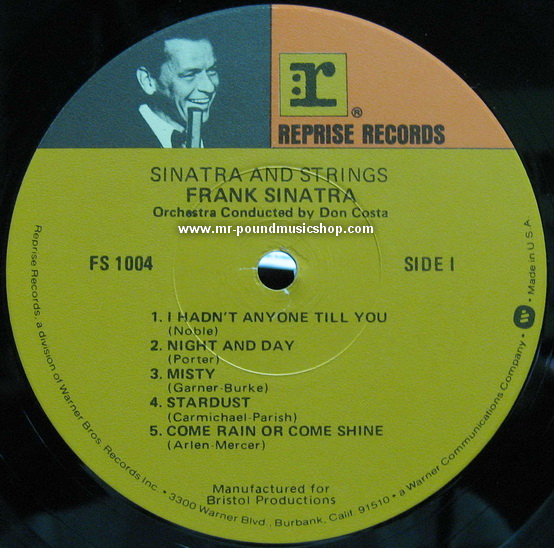 r ®
REPRISE RECORDS
SINATRA AND STRINGS
FRANK SINATRA
Orchestra Conducted by Don Costa
www.mr-poundmusicshop.com
FS 1004
SIDE I
1. I HADN'T ANYONE TILL YOU
(Noble)
2. NIGHT AND DAY
(Porter)
3. MISTY
(Garner-Burke)
4. STARDUST
(Carmichael-Parish)
5. COME RAIN OR COME SHINE
(Arlen-Mercer)
Manufactured for
Bristol Productions
Reprise Records, a division of Warner Bros. Records Inc. • 3300 Warner Blvd., Burbank, Calif. 91510 • a Warner Communications Company • W • Made in U.S.A.